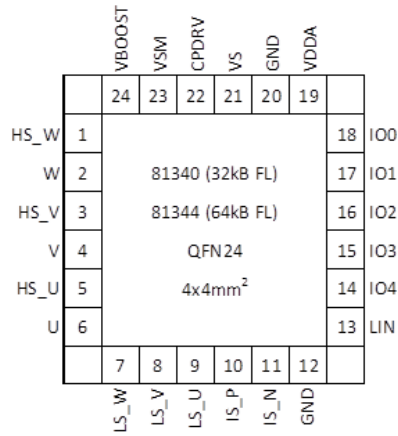 VBOOST VSM CPDRV VS GND VDDA
24 23 22 21 20 19
HS_W 1 18 IO0
W 2 81340 (32kB FL) 17 IO1
HS_V 3 81344 (64kB FL) 16 IO2
V 4 QFN24 15 IO3
HS_U 5 4x4mm² 14 IO4
U 6 13 LIN
7 8 9 10 11 12
LS_W LS_V LS_U IS_P IS_N GND